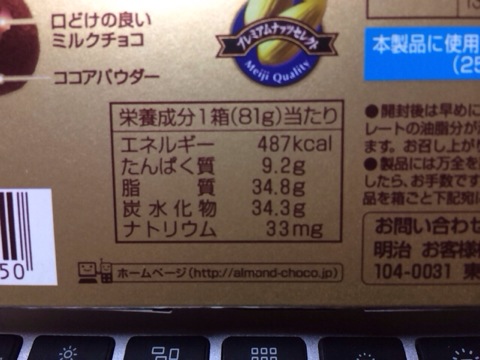 口どけの良い
ミルクチョコ
ココアパウダー
プレミアムナッツセレクト
Meiji Quality
本製品に使用
(25
栄養成分1箱(81g)当たり
エネルギー 487kcal
たんぱく質 9.2g
脂質 34.8g
炭水化物 34.3g
ナトリウム 33mg
ホームページ(http://almond-choco.jp)
●開封後は早めに
レートの油脂分が
ます。お召し上が
●製品には万全を
したら、お手数です
品を箱ごと下記宛に
お問い合わせ
明治 お客様
104-0031 東
50